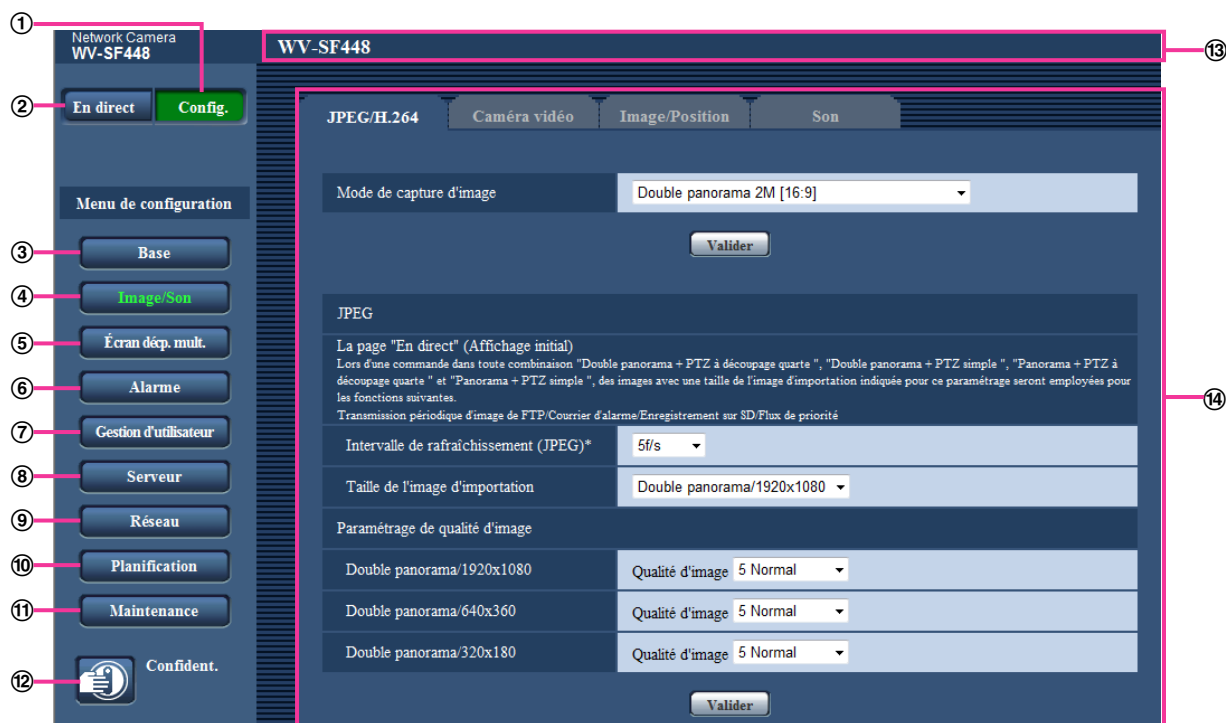 ①
Network Camera
WV-SF448
WV-SF448
⑬
② En direct Config.
JPEG/H.264 Caméra vidéo Image/Position Son
Menu de configuration
Mode de capture d'image Double panorama 2M [16:9]
Valider
③ Base
④ Image/Son
⑤ Écran décp. mult.
⑥ Alarme
⑦ Gestion d'utilisateur
⑧ Serveur
⑨ Réseau
⑩ Planification
⑪ Maintenance
⑫ Confident.
JPEG
La page "En direct" (Affichage initial)
Lors d'une commande dans toute combinaison "Double panorama + PTZ à découpage quarte ", "Double panorama + PTZ simple ", "Panorama + PTZ à
découpage quarte " et "Panorama + PTZ simple ", des images avec une taille de l'image d'importation indiquée pour ce paramétrage seront employées pour
les fonctions suivantes.
Transmission périodique d'image de FTP/Courrier d'alarme/Enregistrement sur SD/Flux de priorité
⑭
Intervalle de rafraîchissement (JPEG)* 5f/s
Taille de l'image d'importation Double panorama/1920x1080
Paramétrage de qualité d'image
Double panorama/1920x1080 Qualité d'image 5 Normal
Double panorama/640x360 Qualité d'image 5 Normal
Double panorama/320x180 Qualité d'image 5 Normal
Valider